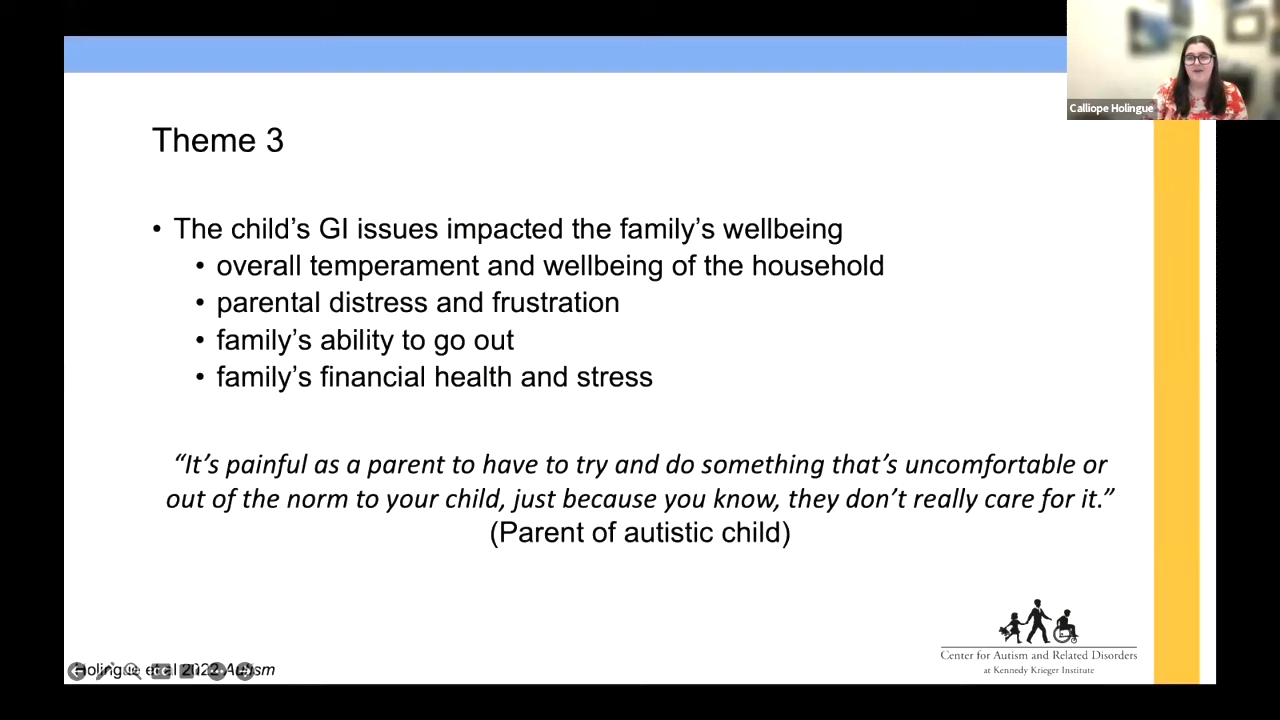 Calliope Holingue
Theme 3
• The child’s GI issues impacted the family’s wellbeing
• overall temperament and wellbeing of the household
• parental distress and frustration
• family’s ability to go out
• family’s financial health and stress
“It’s painful as a parent to have to try and do something that’s uncomfortable or
out of the norm to your child, just because you know, they don’t really care for it.”
(Parent of autistic child)
Center for Autism and Related Disorders
at Kennedy Krieger Institute
Holingue et al 2022 Autism